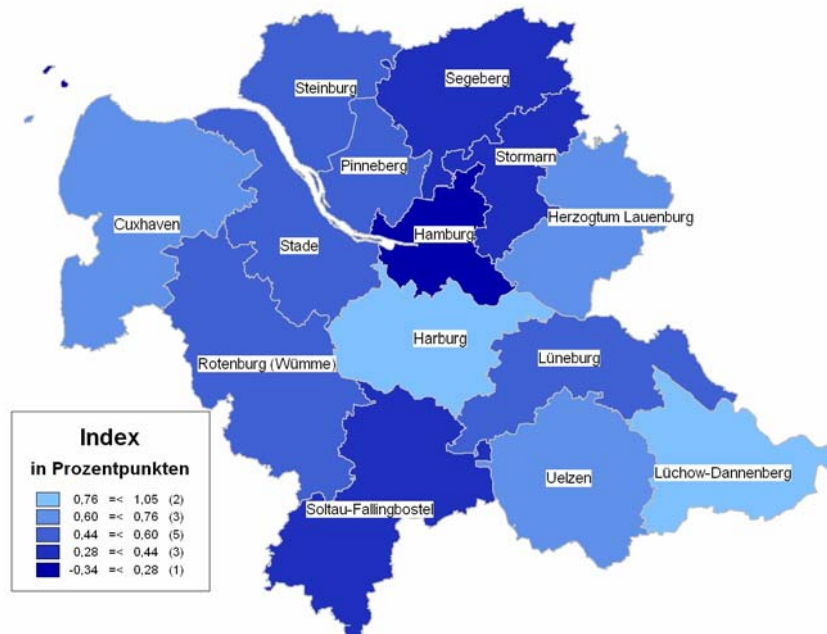 Steinburg
Segeberg
Pinneberg
Stormarn
Cuxhaven
Herzogtum Lauenburg
Stade
Hamburg
Harburg
Lüneburg
Rotenburg (Wümme)
Uelzen
Lüchow-Dannenberg
Soltau-Fallingbostel
Index
in Prozentpunkten
0,76 =< 1,05 (2)
0,60 =< 0,76 (3)
0,44 =< 0,60 (5)
0,28 =< 0,44 (3)
-0,34 =< 0,28 (1)